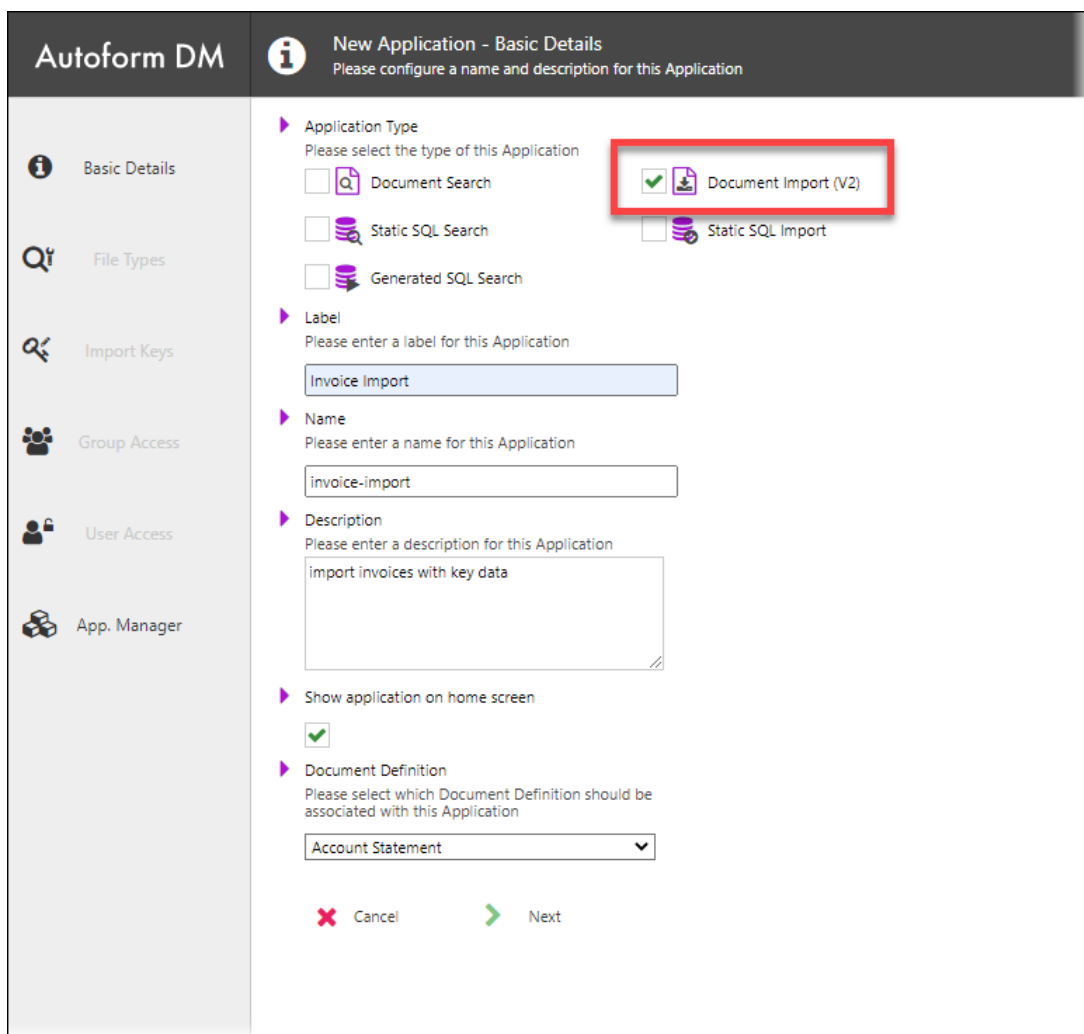 Autoform DM
New Application - Basic Details
Please configure a name and description for this Application
Basic Details
File Types
Import Keys
Group Access
User Access
App. Manager
Application Type
Please select the type of this Application
Document Search
Document Import (V2)
Static SQL Search
Static SQL Import
Generated SQL Search
Label
Please enter a label for this Application
Invoice Import
Name
Please enter a name for this Application
invoice-import
Description
Please enter a description for this Application
import invoices with key data
Show application on home screen
Document Definition
Please select which Document Definition should be
associated with this Application
Account Statement
Cancel
Next